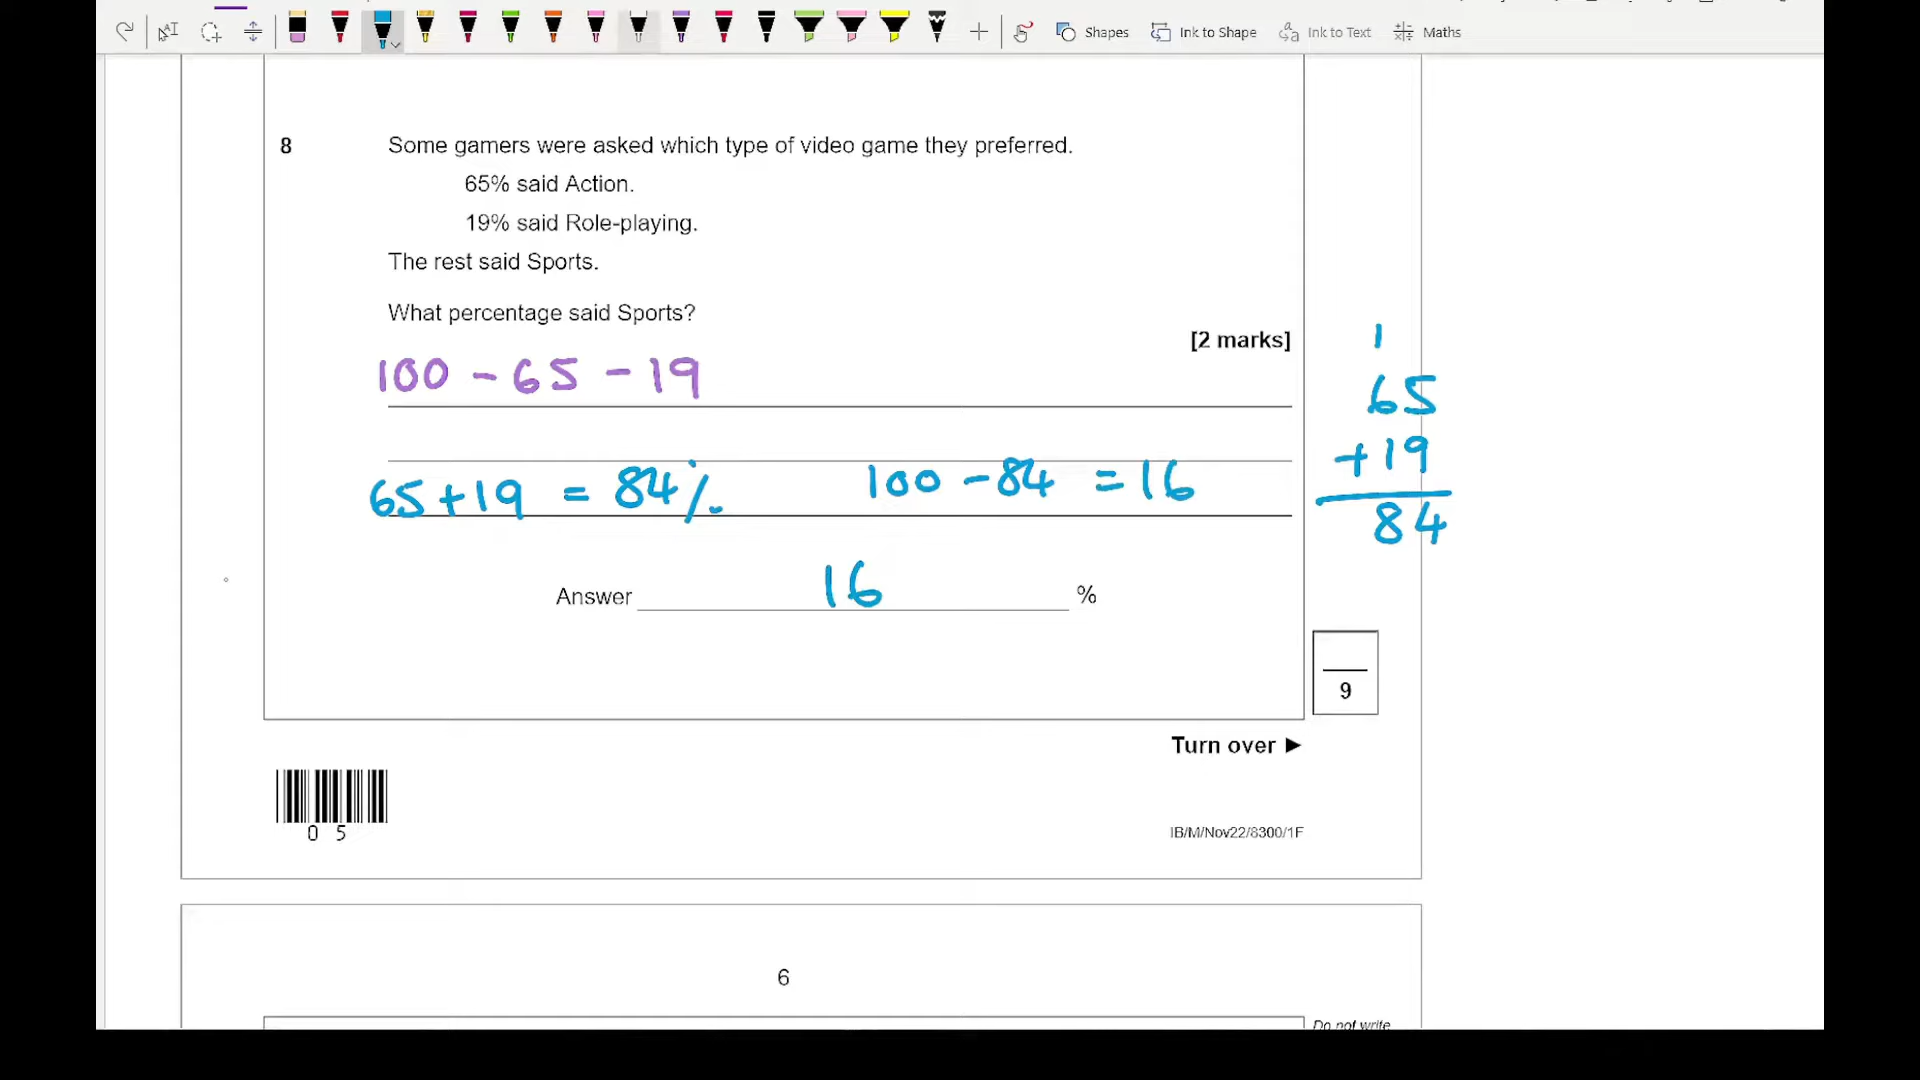 Shapes Ink to Shape Ink to Text Maths
8 Some gamers were asked which type of video game they preferred.
65% said Action.
19% said Role-playing.
The rest said Sports.
What percentage said Sports?
[2 marks]
100 - 65 - 19
65 + 19 = 84% 100 - 84 = 16
1
65
+19
84
Answer 16 %
9
Turn over ►
0 5
IB/M/Nov22/8300/1F
6
Do not write